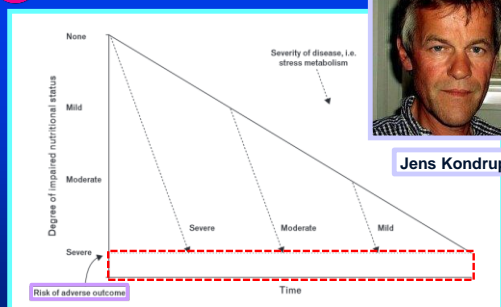 None
Severity of disease, i.e.
stress metabolism
Mild
Degree of impaired nutritional status
Jens Kondrup
Moderate
Severe
Moderate
Mild
Severe
Risk of adverse outcome
Time